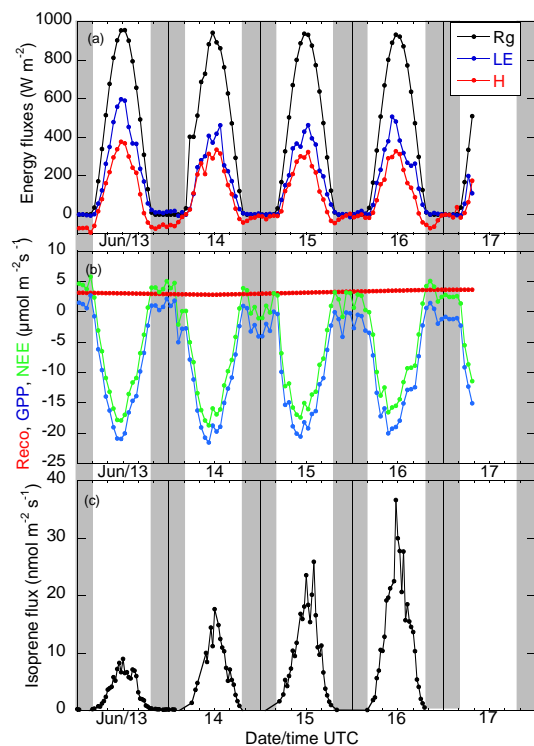 (a)
Rg
LE
H
1000
800
600
400
200
0
Energy fluxes (W m⁻²)
Jun/13 14 15 16 17
(b)
10
5
0
-5
-10
-15
-20
-25
Reco, GPP, NEE (µmol m⁻²s⁻¹)
Jun/13 14 15 16 17
(c)
40
30
20
10
0
Isoprene flux (nmol m⁻² s⁻¹)
Jun/13 14 15 16 17
Date/time UTC